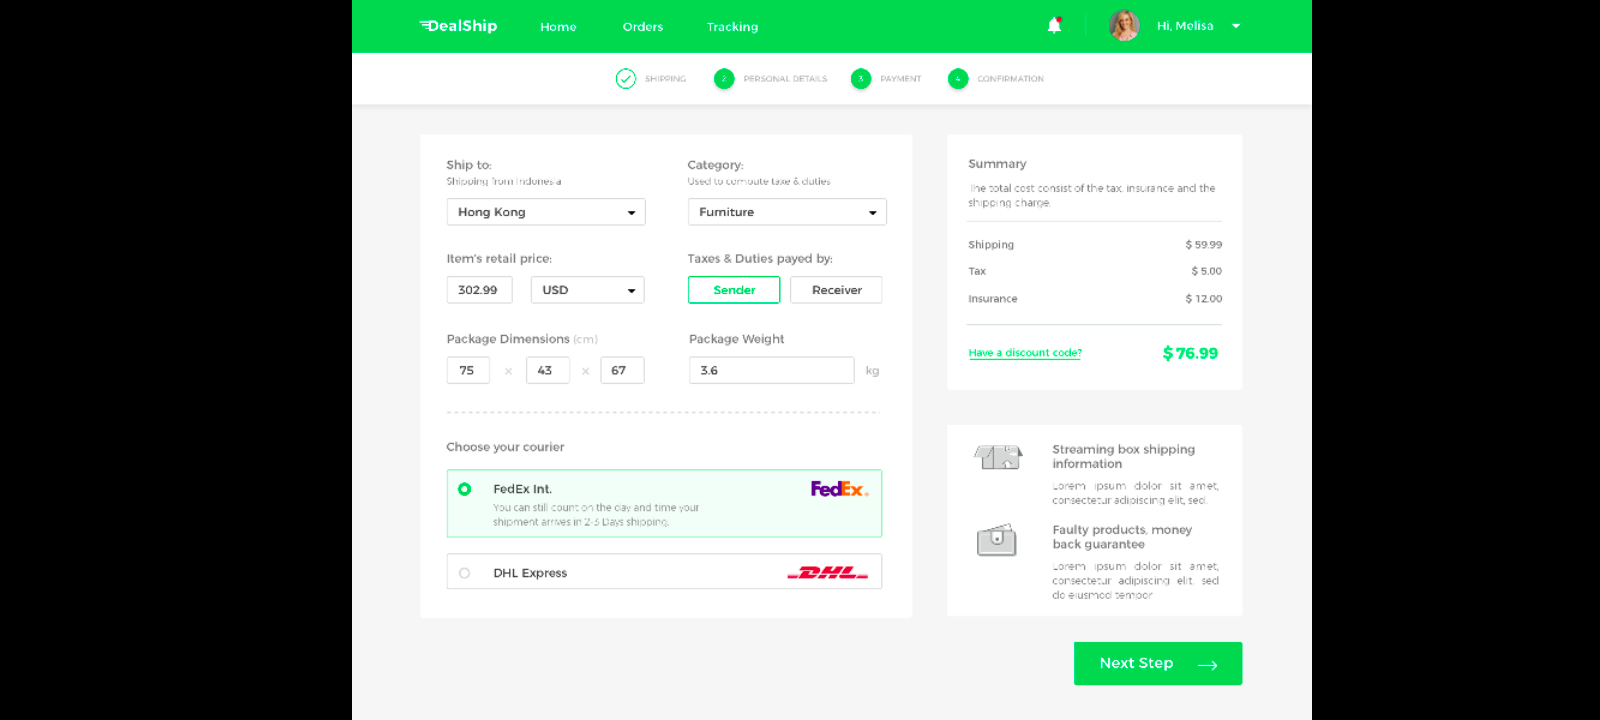 DealShip Home Orders Tracking Hi, Melisa
SHIPPING 2 PERSONAL DETAILS 3 PAYMENT 4 CONFIRMATION
Ship to:
Shipping from Indonesia
Hong Kong
Category:
Used to compute taxe & duties
Furniture
Item's retail price:
302.99 USD
Taxes & Duties payed by:
Sender Receiver
Package Dimensions (cm)
75 × 43 × 67
Package Weight
3.6 kg
Choose your courier
FedEx Int.
You can still count on the day and time your
shipment arrives in 2-3 Days shipping.
FedEx
DHL Express
DHL
Summary
The total cost consist of the tax, insurance and the
shipping charge.
Shipping $ 59.99
Tax $ 5.00
Insurance $ 12.00
Have a discount code? $ 76.99
Streaming box shipping
information
Lorem ipsum dolor sit amet,
consectetur adipiscing elit, sed.
Faulty products, money
back guarantee
Lorem ipsum dolor sit amet,
consectetur adipiscing elit, sed
do eiusmod tempor
Next Step